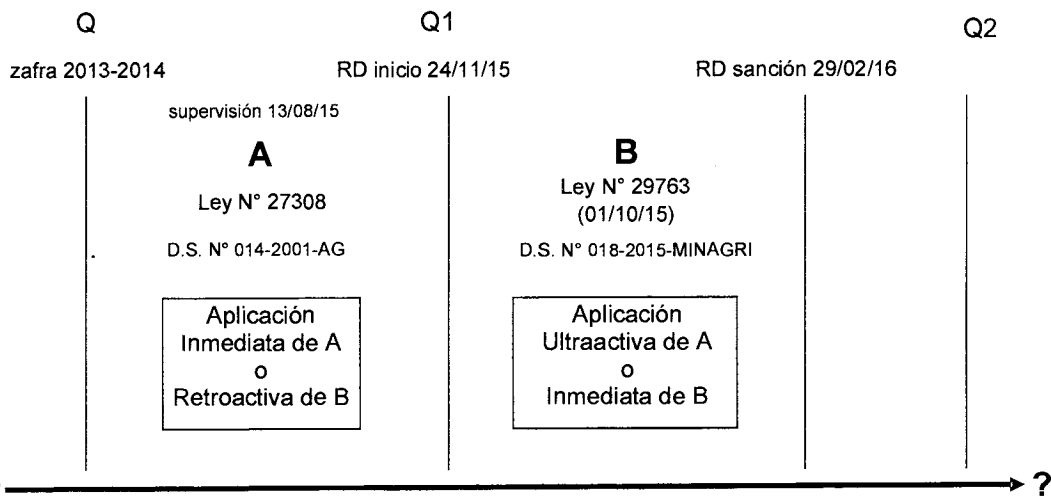 Q
Q1
Q2
zafra 2013-2014
RD inicio 24/11/15
RD sanción 29/02/16
supervisión 13/08/15
A
Ley N° 27308
D.S. N° 014-2001-AG
Aplicación
Inmediata de A
o
Retroactiva de B
B
Ley N° 29763
(01/10/15)
D.S. N° 018-2015-MINAGRI
Aplicación
Ultraactiva de A
o
Inmediata de B
?